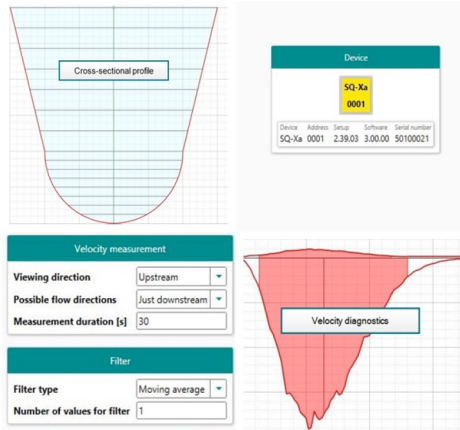 Cross-sectional profile
Device
SQ-Xa
0001
Device Address Setup Software Serial number
SQ-Xa 0001 2.39.03 3.00.00 50100021
Velocity measurement
Viewing direction Upstream
Possible flow directions Just downstream
Measurement duration [s] 30
Filter
Filter type Moving average
Number of values for filter 1
Velocity diagnostics